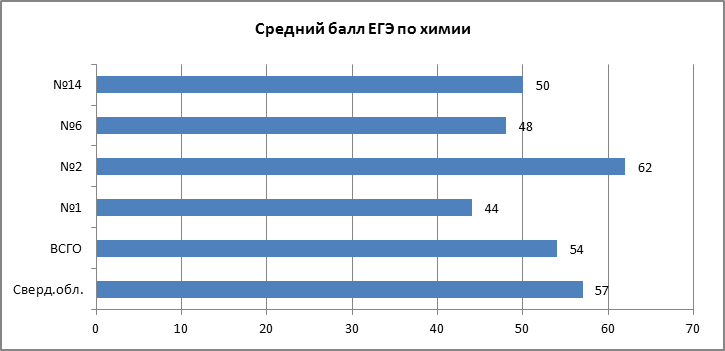 Средний балл ЕГЭ по химии
№14 50
№6 48
№2 62
№1 44
ВСГО 54
Сверд.обл. 57
0 10 20 30 40 50 60 70